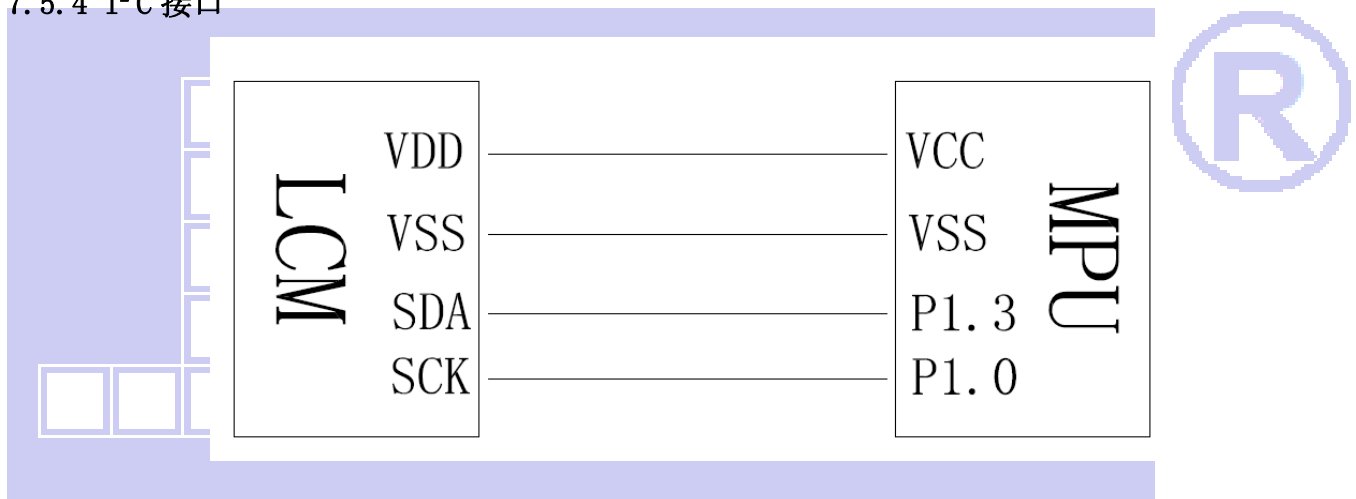 7.5.4 I²C 接口
VDD VCC
LCM MPU
VSS VSS
SDA P1.3
SCK P1.0
R